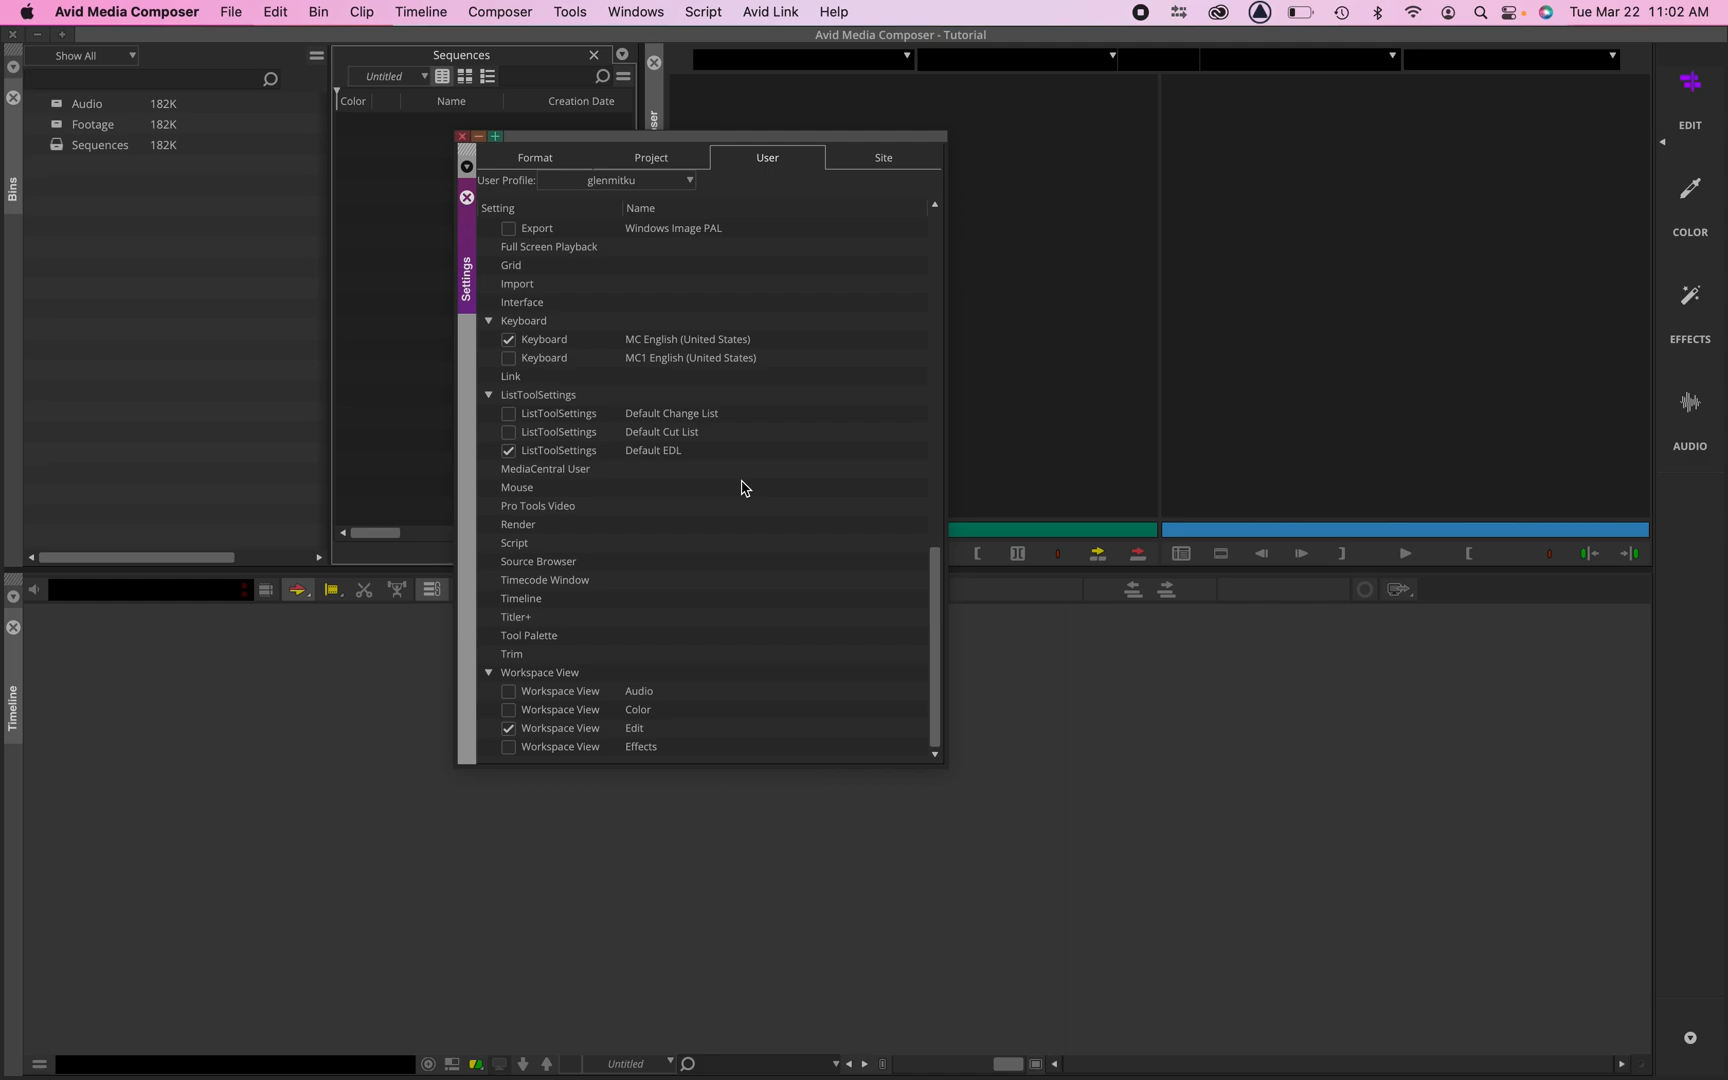 Avid Media Composer File Edit Bin Clip Timeline Composer Tools Windows Script Avid Link Help Tue Mar 22 11:02 AM
Avid Media Composer - Tutorial
Show All
Sequences
Untitled
Color Name Creation Date
Audio 182K
Footage 182K
Sequences 182K
Bins
ser
Format Project User Site
User Profile: glenmitku
Settings
Setting Name
Export Windows Image PAL
Full Screen Playback
Grid
Import
Interface
Keyboard
Keyboard MC English (United States)
Keyboard MC1 English (United States)
Link
ListToolSettings
ListToolSettings Default Change List
ListToolSettings Default Cut List
ListToolSettings Default EDL
MediaCentral User
Mouse
Pro Tools Video
Render
Script
Source Browser
Timecode Window
Timeline
Titler+
Tool Palette
Trim
Workspace View
Workspace View Audio
Workspace View Color
Workspace View Edit
Workspace View Effects
EDIT
COLOR
EFFECTS
AUDIO
Timeline
Untitled